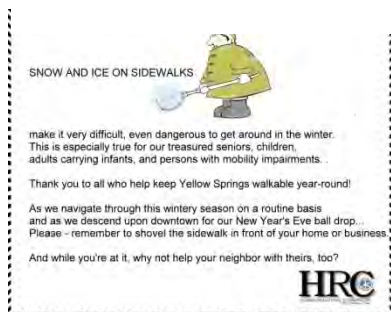 SNOW AND ICE ON SIDEWALKS
make it very difficult, even dangerous to get around in the winter.
This is especially true for our treasured seniors, children,
adults carrying infants, and persons with mobility impairments. .
Thank you to all who help keep Yellow Springs walkable year-round!
As we navigate through this wintery season on a routine basis
and as we descend upon downtown for our New Year's Eve ball drop...
Please - remember to shovel the sidewalk in front of your home or business.
And while you're at it, why not help your neighbor with theirs, too?
HRC